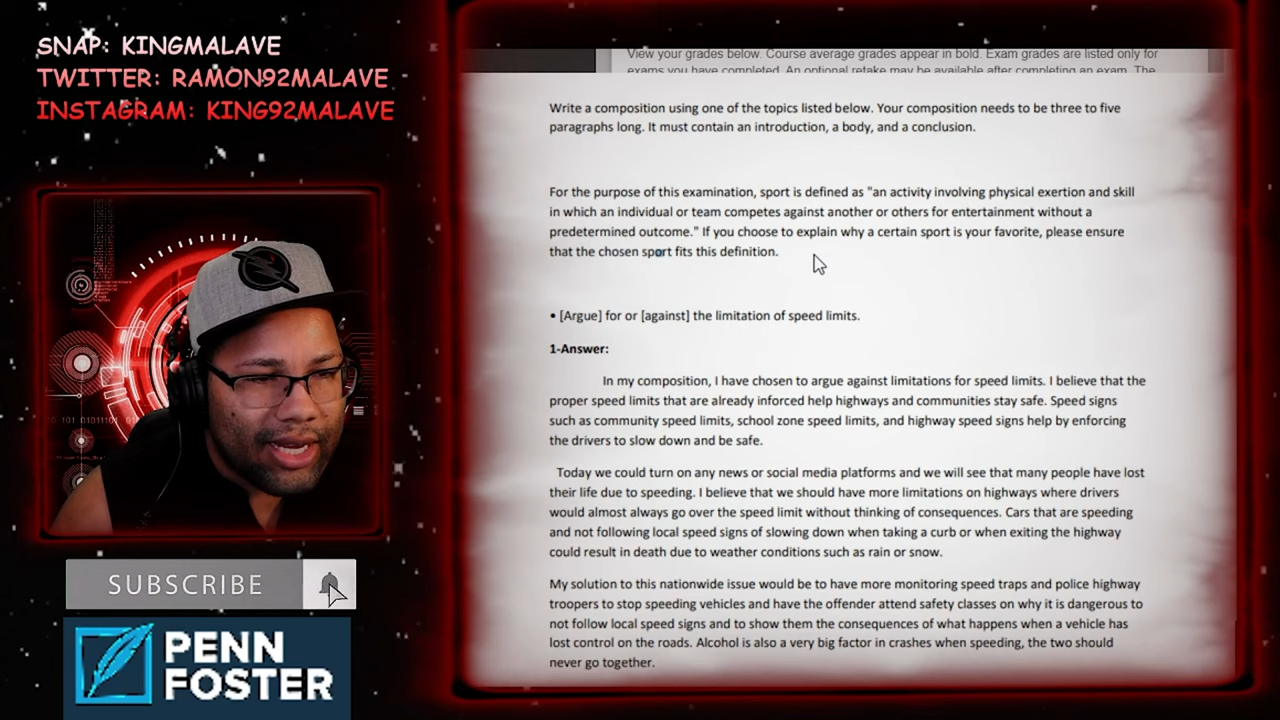 SNAP: KINGMALAVE
TWITTER: RAMON92MALAVE
INSTAGRAM: KING92MALAVE
SUBSCRIBE
PENN
FOSTER
View your grades below. Course average grades appear in bold. Exam grades are listed only for
exams you have completed. An optional retake may be available after completing an exam. The
Write a composition using one of the topics listed below. Your composition needs to be three to five
paragraphs long. It must contain an introduction, a body, and a conclusion.
For the purpose of this examination, sport is defined as "an activity involving physical exertion and skill
in which an individual or team competes against another or others for entertainment without a
predetermined outcome." If you choose to explain why a certain sport is your favorite, please ensure
that the chosen sport fits this definition.
• [Argue] for or [against] the limitation of speed limits.
1-Answer:
In my composition, I have chosen to argue against limitations for speed limits. I believe that the
proper speed limits that are already inforced help highways and communities stay safe. Speed signs
such as community speed limits, school zone speed limits, and highway speed signs help by enforcing
the drivers to slow down and be safe.
Today we could turn on any news or social media platforms and we will see that many people have lost
their life due to speeding. I believe that we should have more limitations on highways where drivers
would almost always go over the speed limit without thinking of consequences. Cars that are speeding
and not following local speed signs of slowing down when taking a curb or when exiting the highway
could result in death due to weather conditions such as rain or snow.
My solution to this nationwide issue would be to have more monitoring speed traps and police highway
troopers to stop speeding vehicles and have the offender attend safety classes on why it is dangerous to
not follow local speed signs and to show them the consequences of what happens when a vehicle has
lost control on the roads. Alcohol is also a very big factor in crashes when speeding, the two should
never go together.